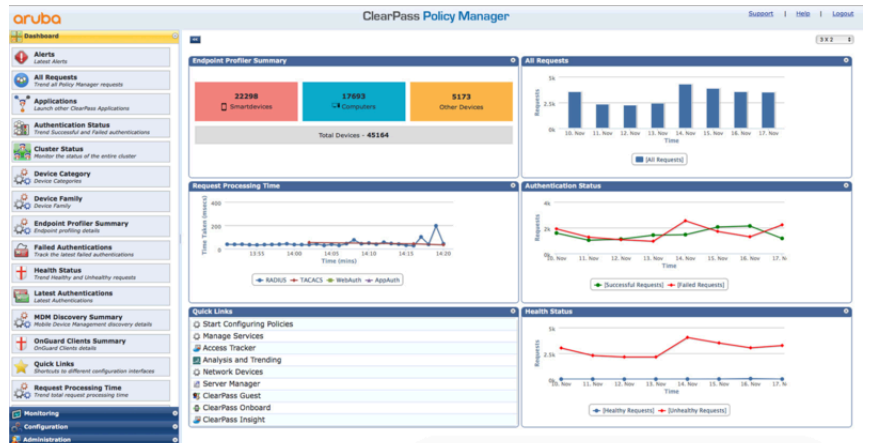 aruba
ClearPass Policy Manager
Support | Help | Logout
Dashboard
3 X 2
Alerts
Latest Alerts
All Requests
Trend all Policy Manager requests
Applications
Launch other ClearPass Applications
Authentication Status
Trend Successful and Failed authentications
Cluster Status
Monitor the status of the entire cluster
Device Category
Device Categories
Device Family
Device Family
Endpoint Profiler Summary
Endpoint profiling details
Failed Authentications
Track the latest failed authentications
Health Status
Trend Healthy and Unhealthy requests
Latest Authentications
Latest Authentications
MDM Discovery Summary
Mobile Device Management discovery details
OnGuard Clients Summary
OnGuard Clients details
Quick Links
Shortcuts to different configuration interfaces
Request Processing Time
Trend total request processing time
Monitoring
Configuration
Administration
Endpoint Profiler Summary
22298
Smartdevices
17693
Computers
5173
Other Devices
Total Devices - 45164
All Requests
Requests
5k
2.5k
0k
10. Nov 11. Nov 12. Nov 13. Nov 14. Nov 15. Nov 16. Nov 17. Nov
Time
[All Requests]
Request Processing Time
Time Taken (msecs)
400
200
0
13:55 14:00 14:05 14:10 14:15 14:20
Time (mins)
RADIUS TACACS WebAuth AppAuth
Authentication Status
Requests
4k
2k
0k
10. Nov 11. Nov 12. Nov 13. Nov 14. Nov 15. Nov 16. Nov 17. N
Time
[Successful Requests] [Failed Requests]
Quick Links
Start Configuring Policies
Manage Services
Access Tracker
Analysis and Trending
Network Devices
Server Manager
ClearPass Guest
ClearPass Onboard
ClearPass Insight
Health Status
Requests
5k
2.5k
0k
10. Nov 11. Nov 12. Nov 13. Nov 14. Nov 15. Nov 16. Nov 17. N
Time
[Healthy Requests] [Unhealthy Requests]